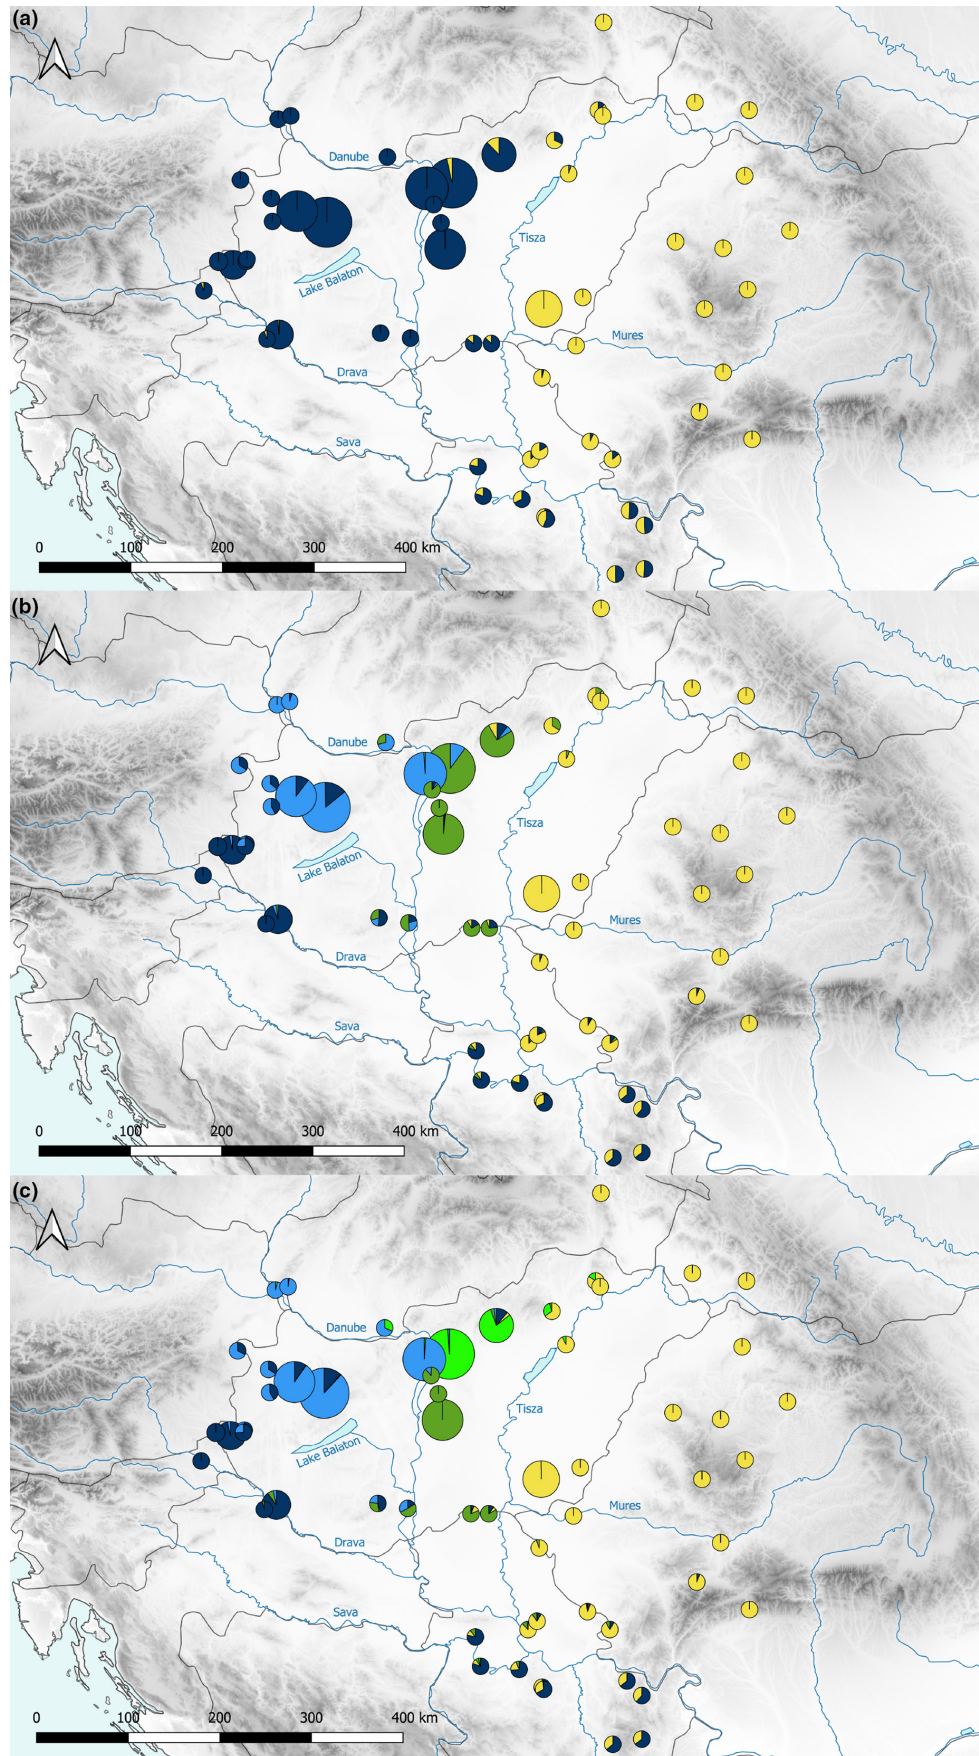 (a)
Danube
Tisza
Lake Balaton
Mures
Drava
Sava
0 100 200 300 400 km
(b)
Danube
Tisza
Lake Balaton
Mures
Drava
Sava
0 100 200 300 400 km
(c)
Danube
Tisza
Lake Balaton
Mures
Drava
Sava
0 100 200 300 400 km